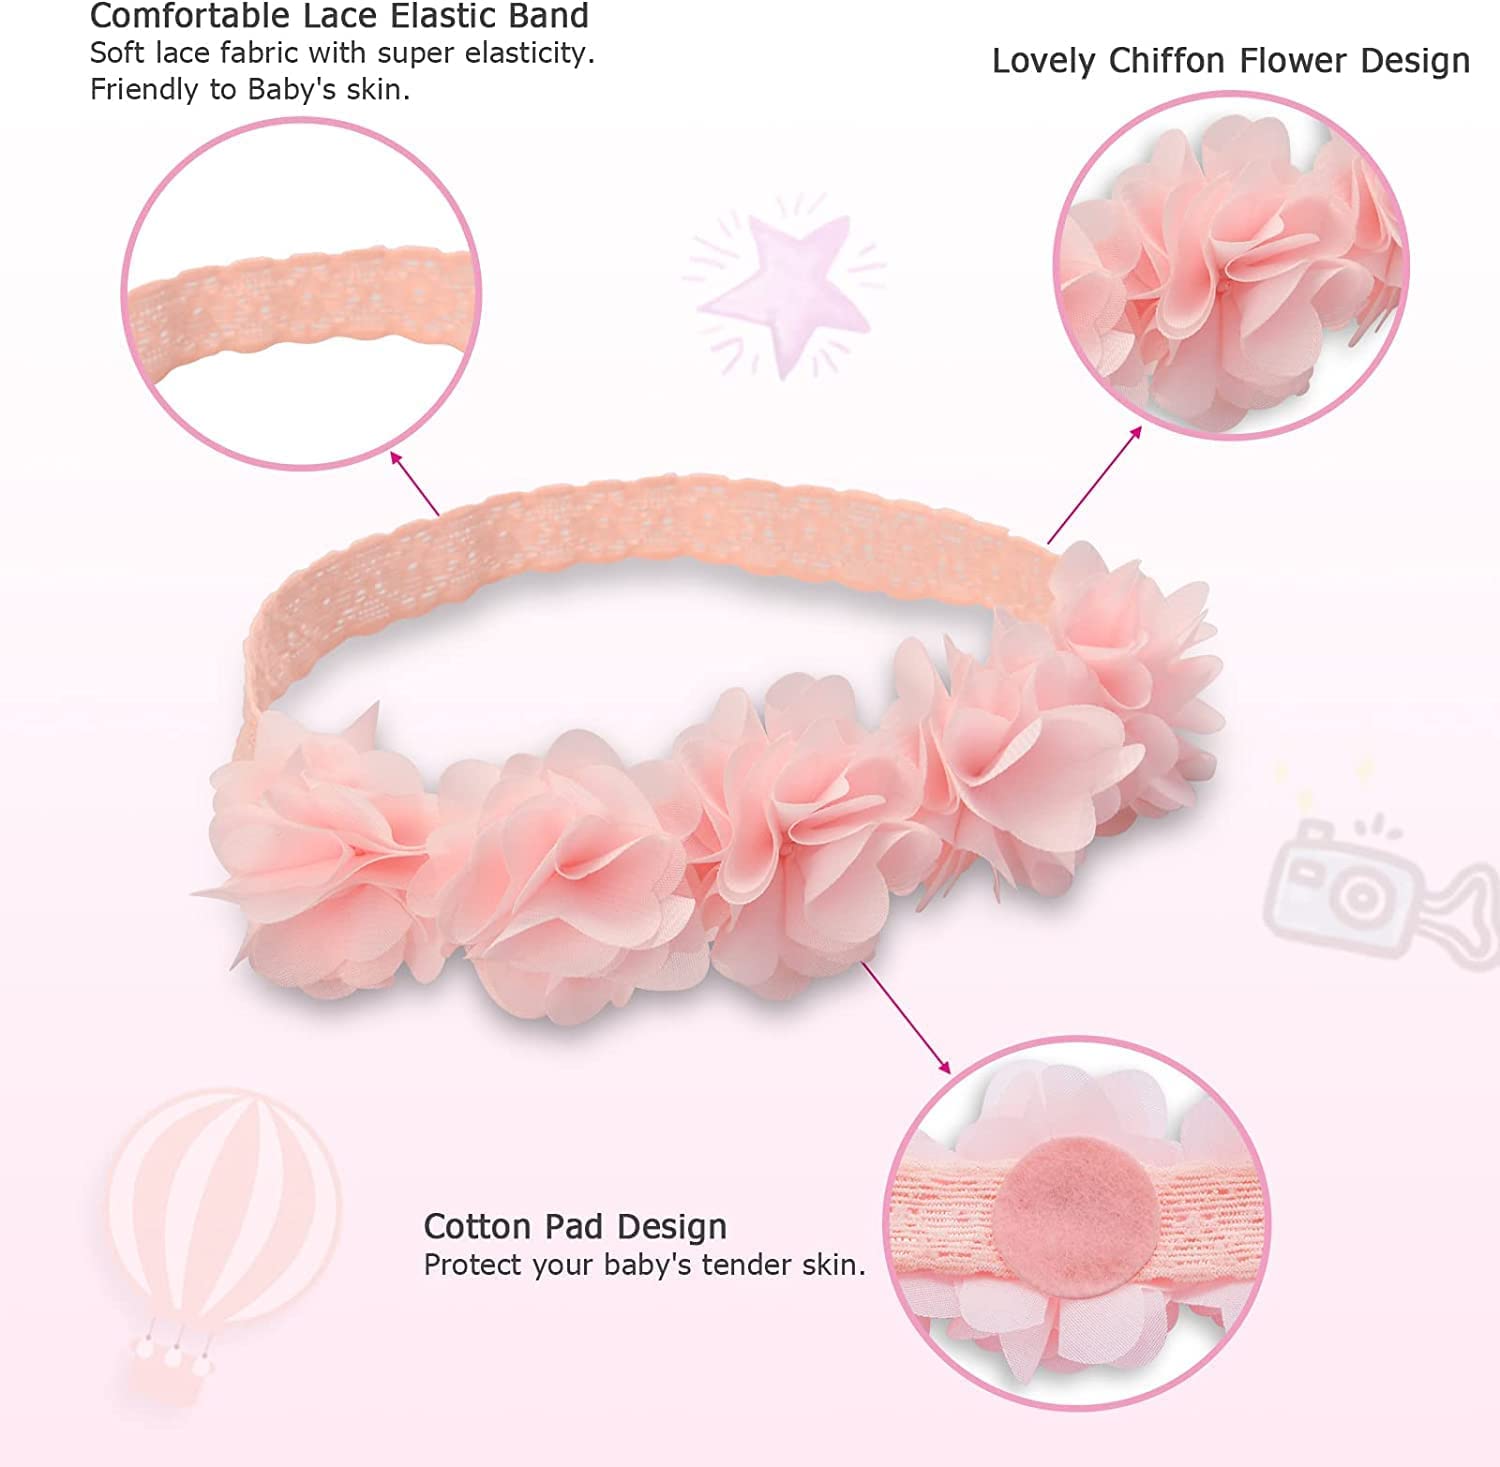 Comfortable Lace Elastic Band
Soft lace fabric with super elasticity.
Friendly to Baby's skin.
Lovely Chiffon Flower Design
Cotton Pad Design
Protect your baby's tender skin.